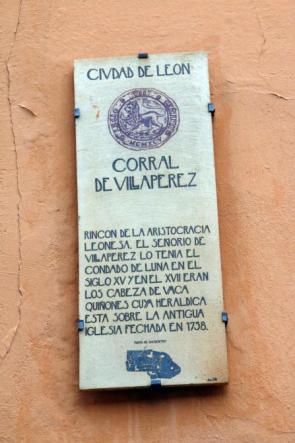 CIUDAD DE LEON
CORRAL
DE VILLAPEREZ
RINCON DE LA ARISTOCRACIA
LEONESA. EL SEÑORIO DE
VILLAPEREZ LO TENIA EL
CONDADO DE LUNA EN EL
SIGLO XV Y EN EL XVII ERAN
LOS CABEZA DE VACA
QUIÑONES CUYA HERALDICA
ESTA SOBRE LA ANTIGUA
IGLESIA FECHADA EN 1738.